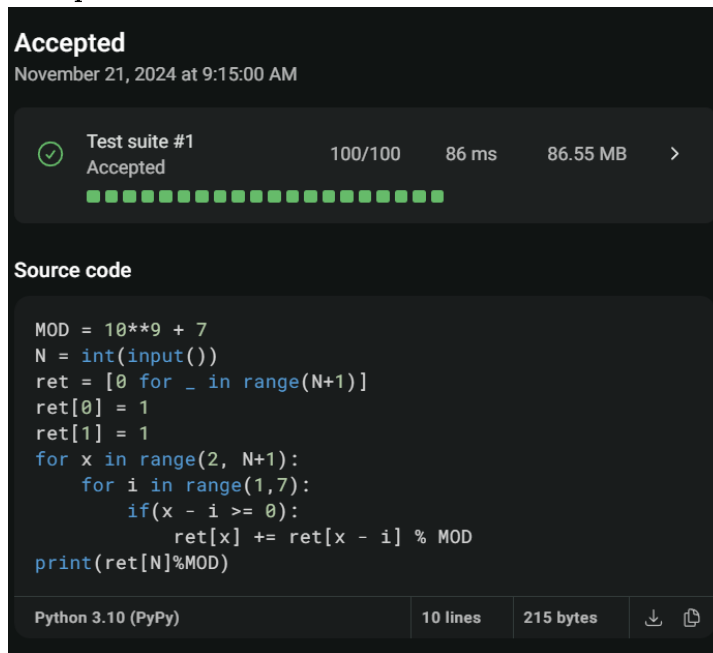 Accepted
November 21, 2024 at 9:15:00 AM
Test suite #1
Accepted
100/100 86 ms 86.55 MB
Source code
MOD = 10**9 + 7
N = int(input())
ret = [0 for _ in range(N+1)]
ret[0] = 1
ret[1] = 1
for x in range(2, N+1):
    for i in range(1,7):
        if(x - i >= 0):
            ret[x] += ret[x - i] % MOD
print(ret[N]%MOD)
Python 3.10 (PyPy) 10 lines 215 bytes